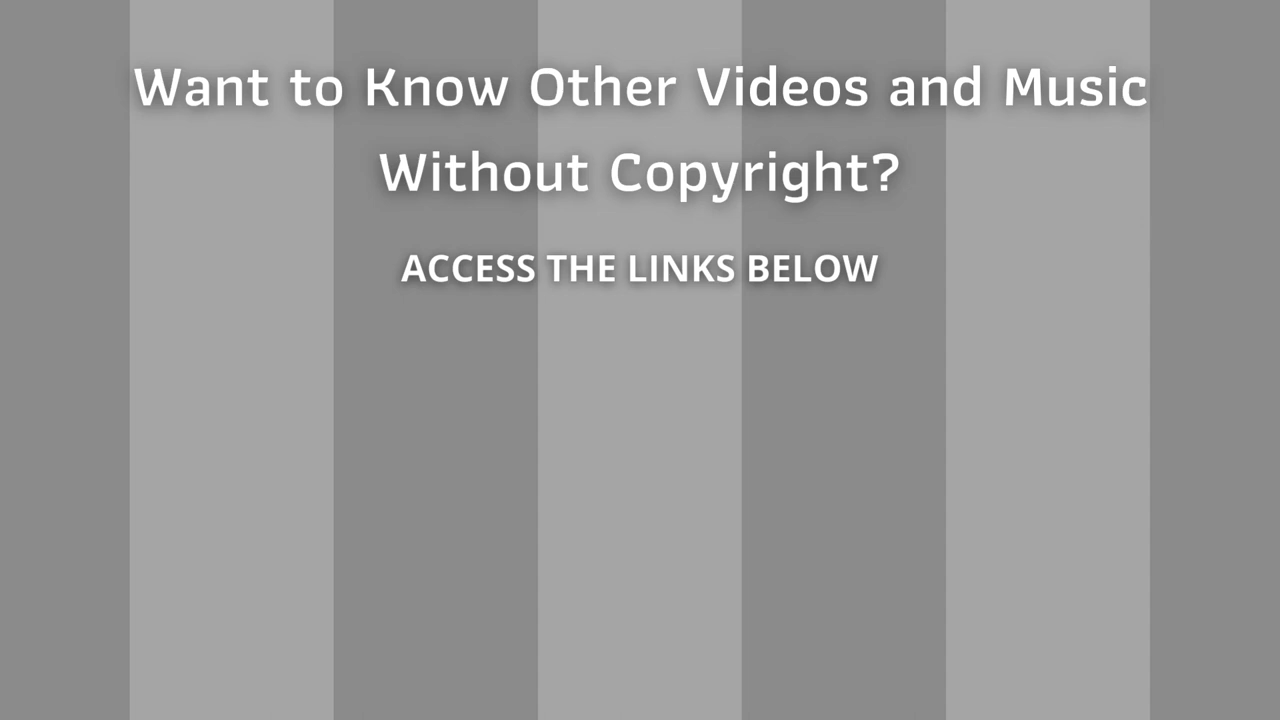 Want to Know Other Videos and Music
Without Copyright?
ACCESS THE LINKS BELOW